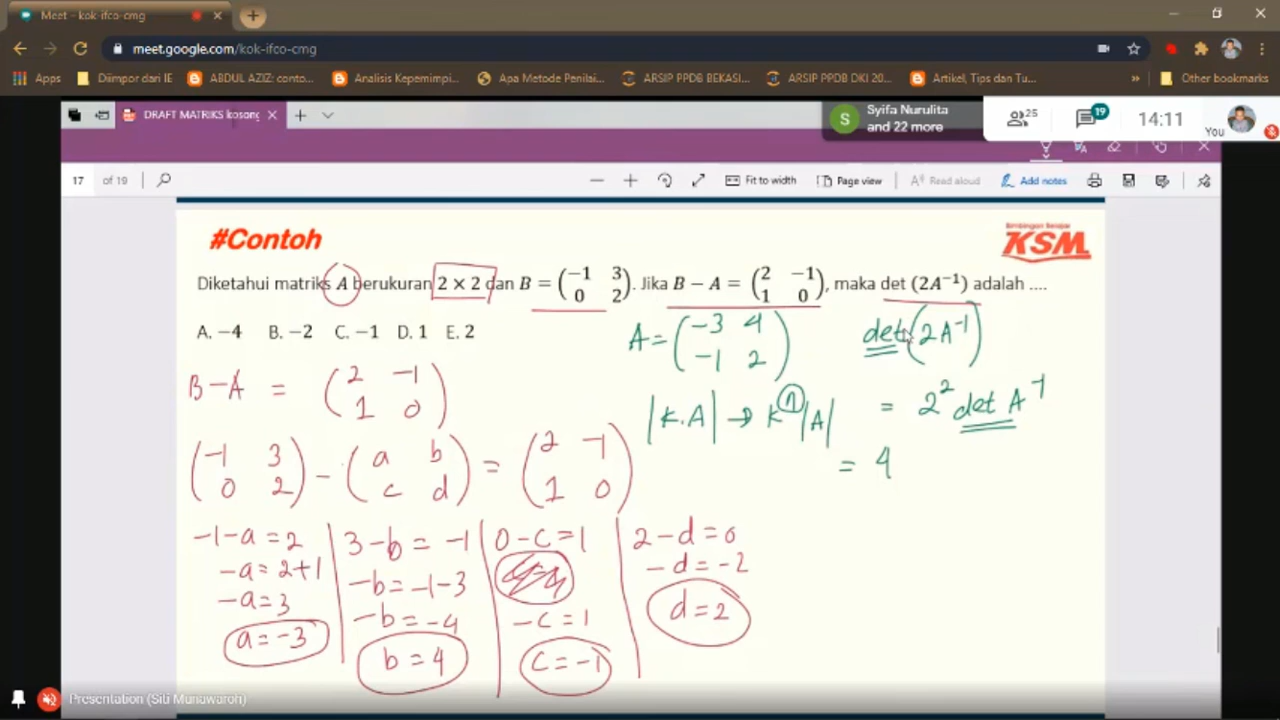 Meet - kok-ifco-cmg
meet.google.com/kok-ifco-cmg
Apps Diimpor dari IE ABDUL AZIZ: conto... Analisis Kepemimpi... Apa Metode Penilai... ARSIP PPDB BEKASI... ARSIP PPDB DKI 20... Artikel, Tips dan Tu... » Other bookmarks
DRAFT MATRIKS kosong
S Syifa Nurulita and 22 more 25 19 14:11 You
17 of 19 Fit to width Page view Read aloud Add notes
#Contoh
Bimbingan Belajar
KSM
Diketahui matriks A berukuran 2 × 2 dan B = (−1 3 0 2). Jika B − A = (2 −1 1 0), maka det (2A⁻¹) adalah ....
A. −4 B. −2 C. −1 D. 1 E. 2
A = (−3 4 −1 2) det(2A⁻¹)
B−A = (2 −1 1 0)
|K.A| → K ⁿ|A| = 2² det A⁻¹
= 4
(−1 3 0 2) − (a b c d) = (2 −1 1 0)
−1−a = 2
−a = 2+1
−a = 3
a = −3
3−b = −1
−b = −1−3
−b = −4
b = 4
0−c = 1
−c = 1
c = −1
2−d = 0
−d = −2
d = 2
Presentation (Siti Munawaroh)